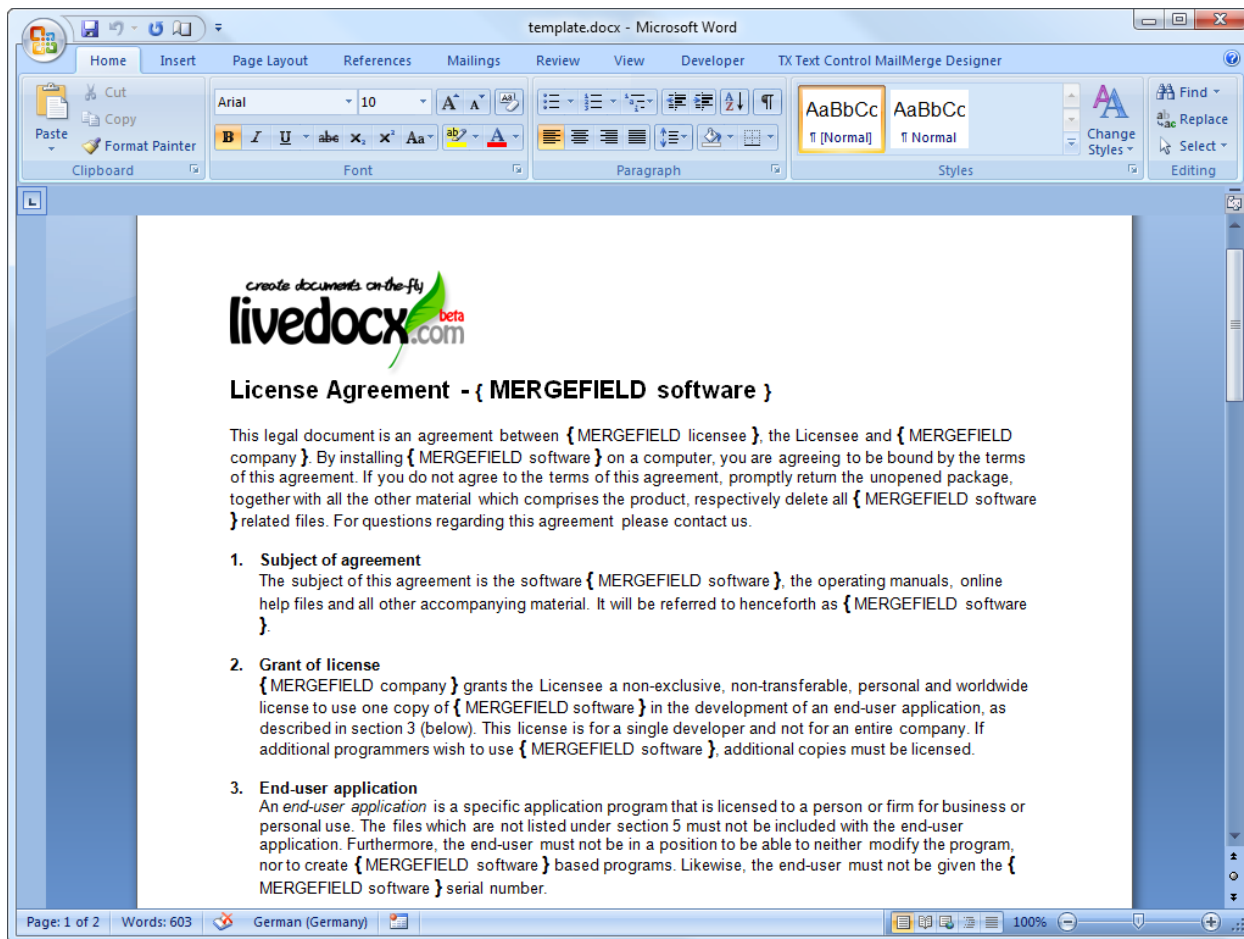 template.docx - Microsoft Word
Home Insert Page Layout References Mailings Review View Developer TX Text Control MailMerge Designer
Paste
Cut
Copy
Format Painter
Clipboard
Arial 10
B I U abc x₂ x² Aa ab A
Font
Paragraph
AaBbCc AaBbCc
¶ [Normal] ¶ Normal
Change
Styles
Styles
Find
Replace
Select
Editing
create documents on-the-fly
livedocx.com
beta
License Agreement - { MERGEFIELD software }
This legal document is an agreement between { MERGEFIELD licensee }, the Licensee and { MERGEFIELD
company }. By installing { MERGEFIELD software } on a computer, you are agreeing to be bound by the terms
of this agreement. If you do not agree to the terms of this agreement, promptly return the unopened package,
together with all the other material which comprises the product, respectively delete all { MERGEFIELD software
} related files. For questions regarding this agreement please contact us.
1. Subject of agreement
The subject of this agreement is the software { MERGEFIELD software }, the operating manuals, online
help files and all other accompanying material. It will be referred to henceforth as { MERGEFIELD software
}.
2. Grant of license
{ MERGEFIELD company } grants the Licensee a non-exclusive, non-transferable, personal and worldwide
license to use one copy of { MERGEFIELD software } in the development of an end-user application, as
described in section 3 (below). This license is for a single developer and not for an entire company. If
additional programmers wish to use { MERGEFIELD software }, additional copies must be licensed.
3. End-user application
An end-user application is a specific application program that is licensed to a person or firm for business or
personal use. The files which are not listed under section 5 must not be included with the end-user
application. Furthermore, the end-user must not be in a position to be able to neither modify the program,
nor to create { MERGEFIELD software } based programs. Likewise, the end-user must not be given the {
MERGEFIELD software } serial number.
Page: 1 of 2 Words: 603 German (Germany) 100%